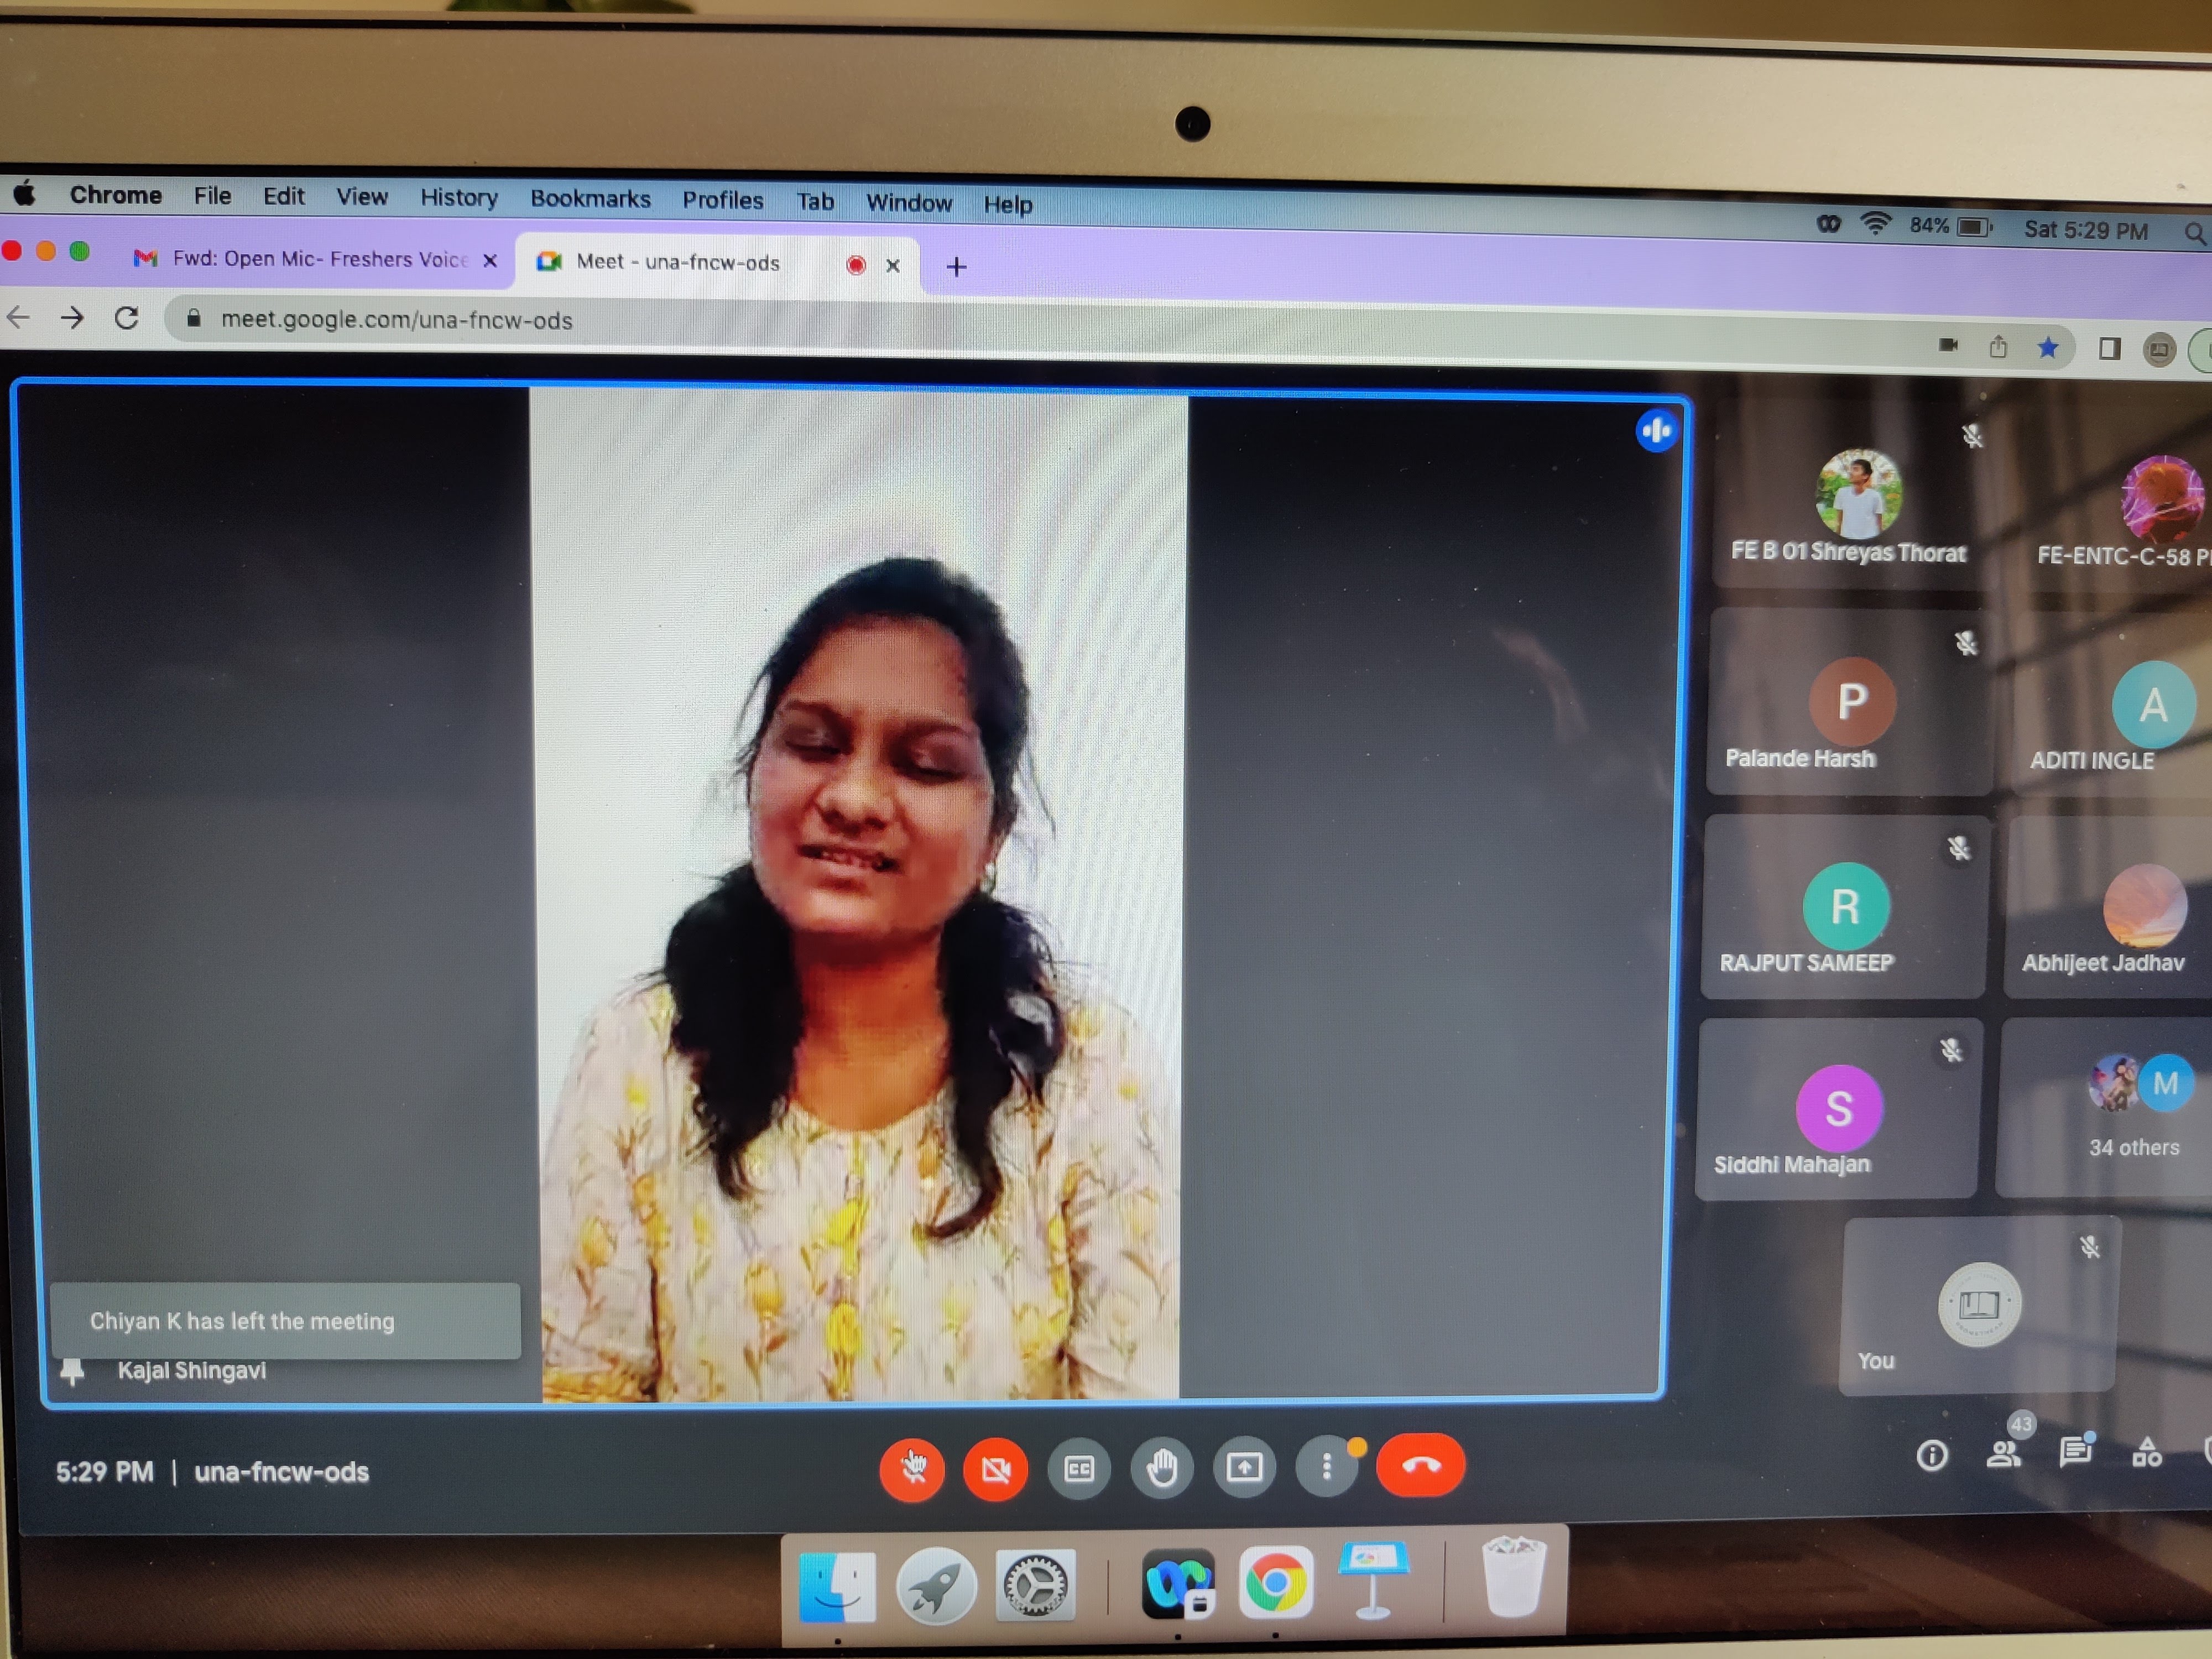 Chrome File Edit View History Bookmarks Profiles Tab Window Help
84% Sat 5:29 PM
Fwd: Open Mic- Freshers Voice
Meet - una-fncw-ods
meet.google.com/una-fncw-ods
FE B 01 Shreyas Thorat
FE-ENTC-C-58
P
Palande Harsh
A
ADITI INGLE
R
RAJPUT SAMEEP
Abhijeet Jadhav
S
Siddhi Mahajan
M
34 others
You
Chiyan K has left the meeting
Kajal Shingavi
5:29 PM | una-fncw-ods
CC
43